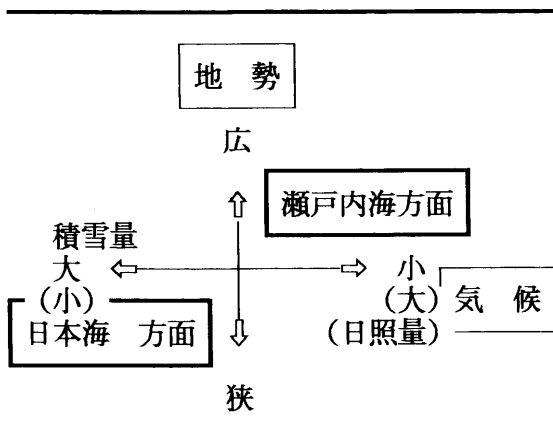 地 勢
広
瀬戸内海方面
積雪量
大
小
(小)
(大)
気 候
日本海 方面
(日照量)
狭